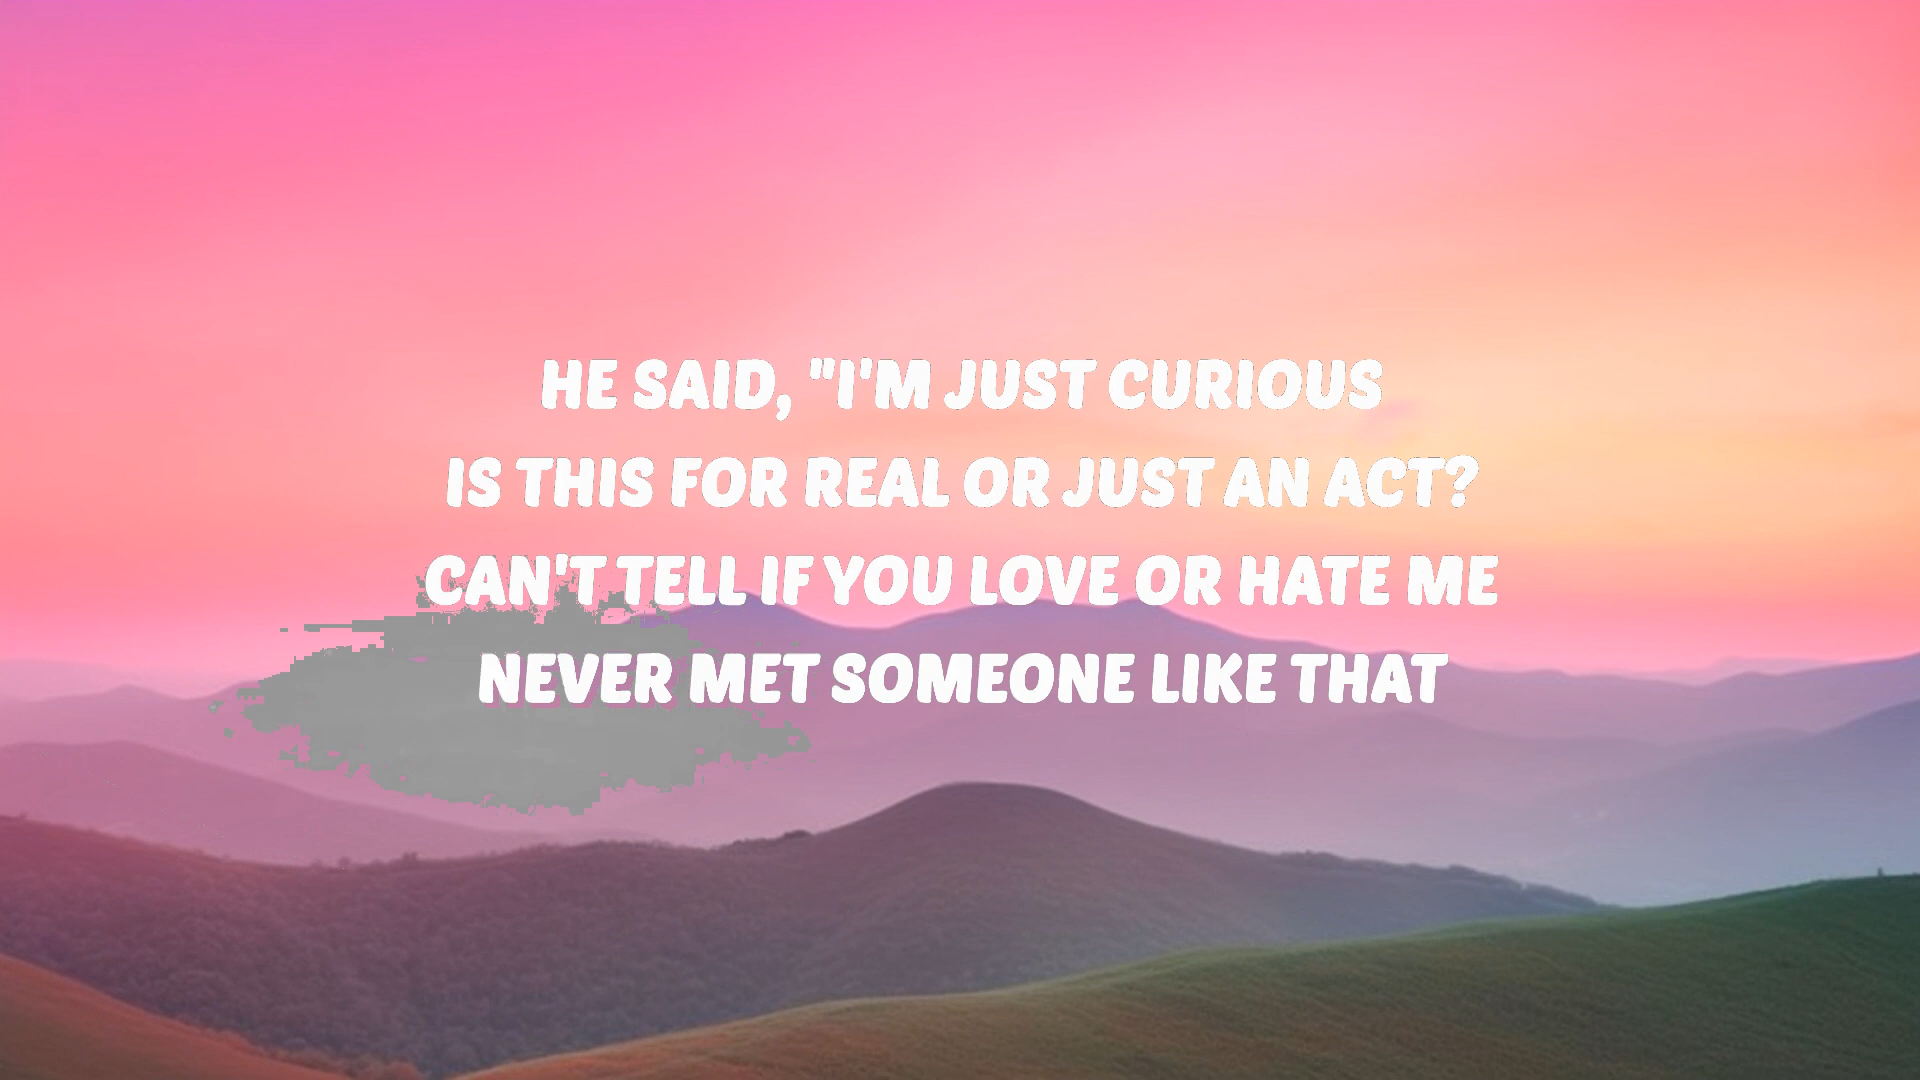 HE SAID, "I'M JUST CURIOUS
IS THIS FOR REAL OR JUST AN ACT?
CAN'T TELL IF YOU LOVE OR HATE ME
NEVER MET SOMEONE LIKE THAT